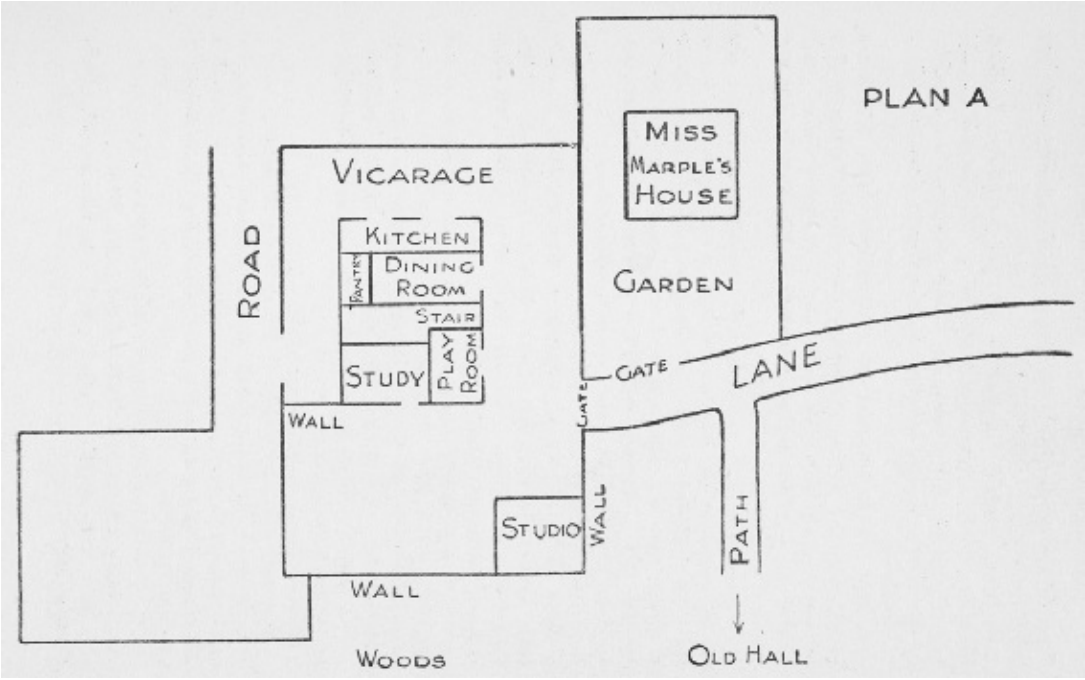 PLAN A
MISS
MARPLE'S
HOUSE
VICARAGE
ROAD
KITCHEN
PANTRY
DINING
ROOM
GARDEN
STAIR
STUDY
PLAY
ROOM
GATE
LANE
GATE
WALL
STUDIO
WALL
PATH
WALL
WOODS
OLD HALL